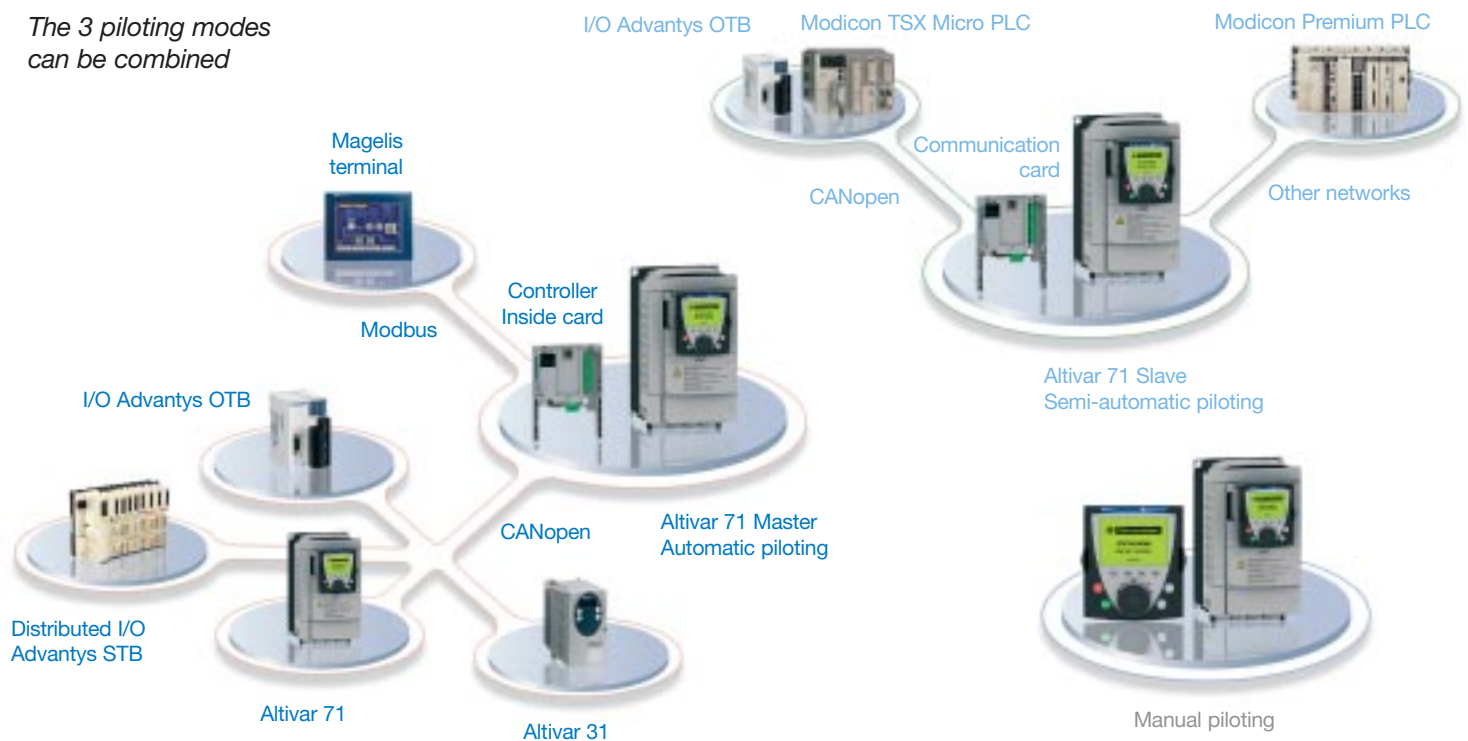 The 3 piloting modes
can be combined
I/O Advantys OTB
Modicon TSX Micro PLC
Modicon Premium PLC
Magelis
terminal
Communication
card
CANopen
Other networks
Controller
Inside card
Modbus
Altivar 71 Slave
Semi-automatic piloting
I/O Advantys OTB
CANopen
Altivar 71 Master
Automatic piloting
Distributed I/O
Advantys STB
Altivar 71
Altivar 31
Manual piloting